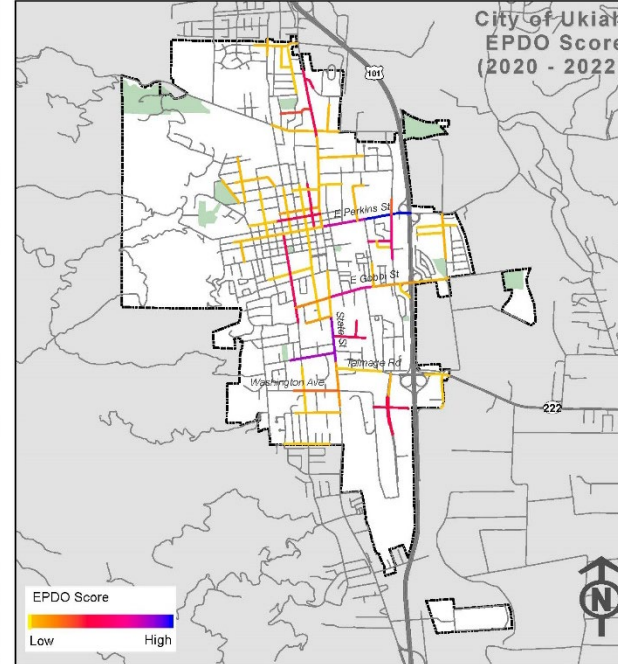 City of Ukiah
EPDO Score
(2020 - 2022
101
E Perkins St
E Gobbi St
State St
Talmage Rd
Washington Ave
222
N
EPDO Score
Low High